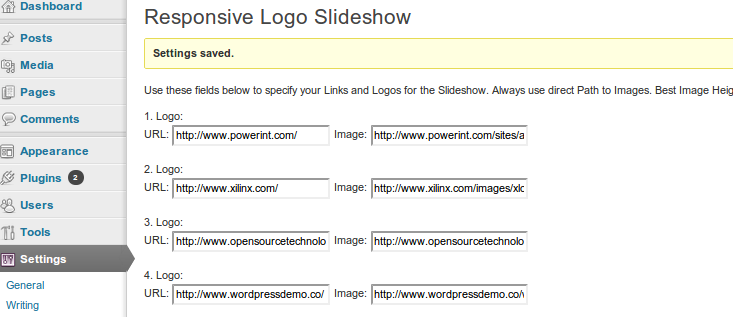 Dashboard
Posts
Media
Pages
Comments
Appearance
Plugins 2
Users
Tools
Settings
General
Writing
Responsive Logo Slideshow
Settings saved.
Use these fields below to specify your Links and Logos for the Slideshow. Always use direct Path to Images. Best Image Heig
1. Logo:
URL: http://www.powerint.com/ Image: http://www.powerint.com/sites/a
2. Logo:
URL: http://www.xilinx.com/ Image: http://www.xilinx.com/images/xlc
3. Logo:
URL: http://www.opensourcetechnolo Image: http://www.opensourcetechnolo
4. Logo:
URL: http://www.wordpressdemo.co/ Image: http://www.wordpressdemo.co/v